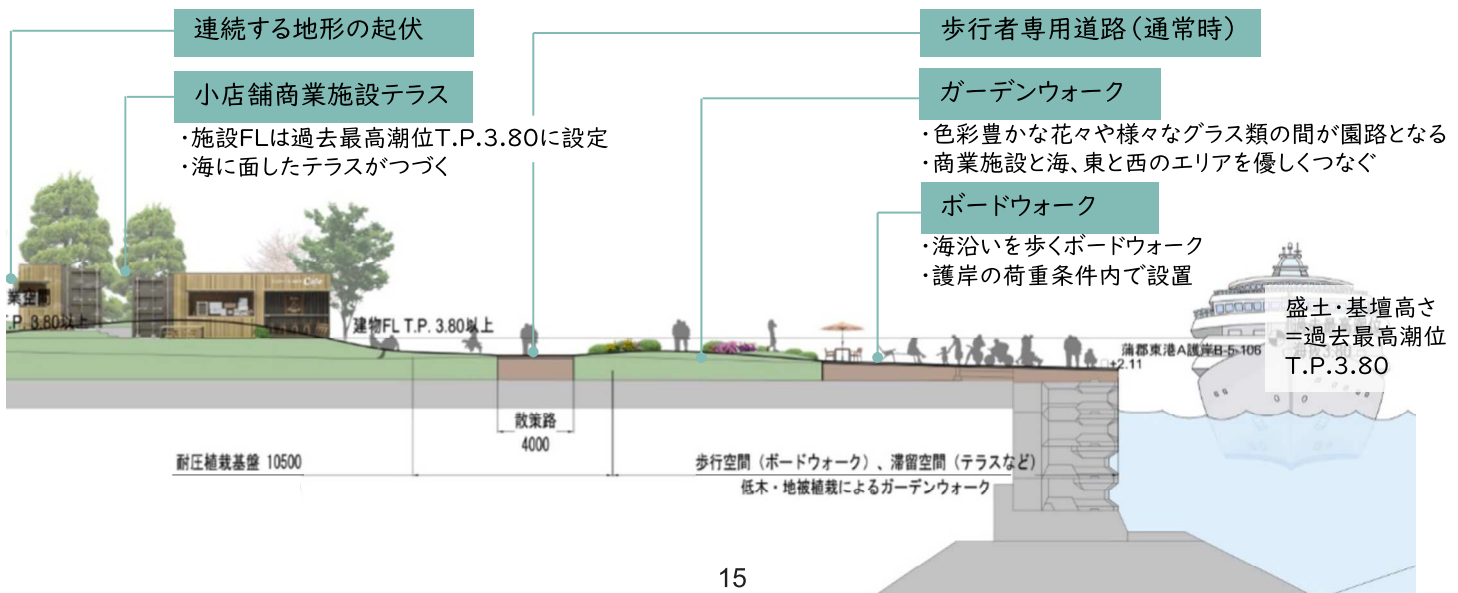 連続する地形の起伏
小店舗商業施設テラス
・施設FLは過去最高潮位T.P.3.80に設定
・海に面したテラスがつづく
歩行者専用道路(通常時)
ガーデンウォーク
・色彩豊かな花々や様々なグラス類の間が園路となる
・商業施設と海、東と西のエリアを優しくつなぐ
ボードウォーク
・海沿いを歩くボードウォーク
・護岸の荷重条件内で設置
盛土・基壇高さ
=過去最高潮位
T.P.3.80
業空間
T.P. 3.80以上
Cafe
建物FL T.P. 3.80以上
蒲郡東港A護岸B-5-106
+2.11
散策路
4000
耐圧植栽基盤 10500
歩行空間(ボードウォーク)、滞留空間(テラスなど)
低木・地被植栽によるガーデンウォーク
15